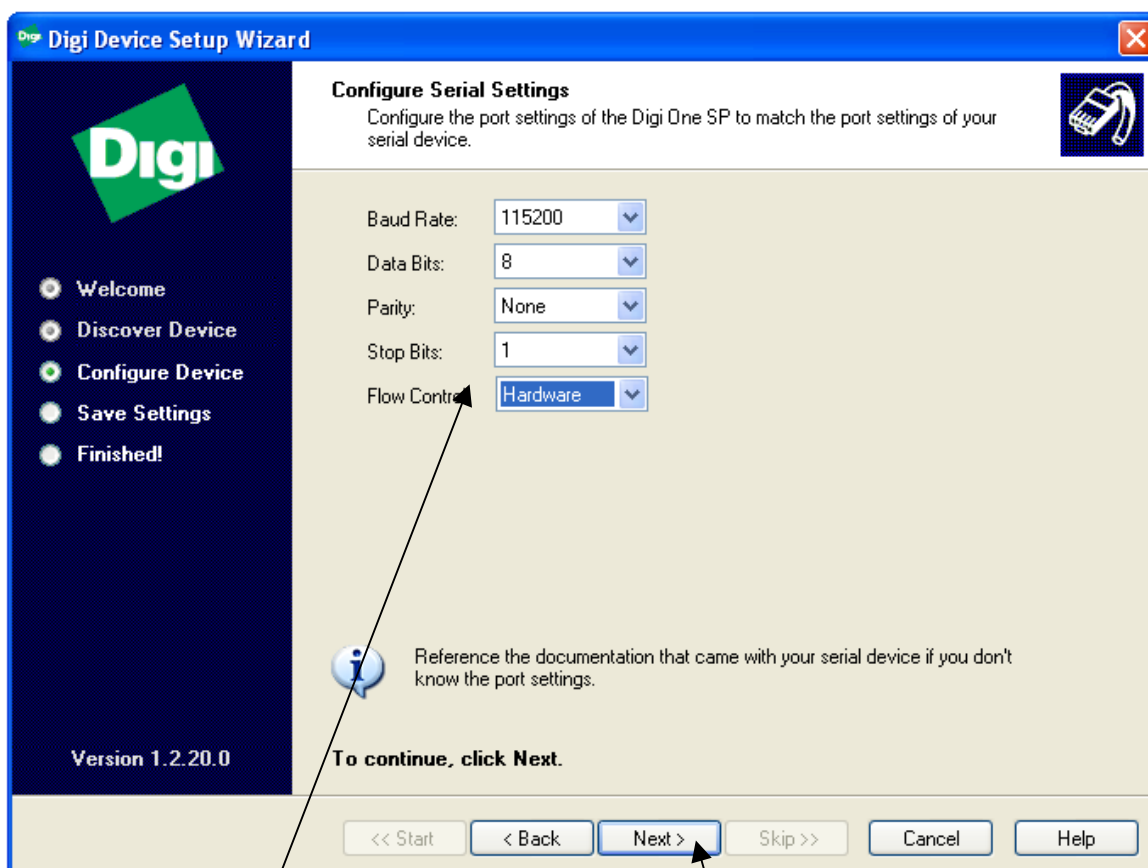 Digi Device Setup Wizard
Digi
Welcome
Discover Device
Configure Device
Save Settings
Finished!
Version 1.2.20.0
Configure Serial Settings
Configure the port settings of the Digi One SP to match the port settings of your
serial device.
Baud Rate: 115200
Data Bits: 8
Parity: None
Stop Bits: 1
Flow Control Hardware
Reference the documentation that came with your serial device if you don't
know the port settings.
To continue, click Next.
<< Start < Back Next > Skip >> Cancel Help